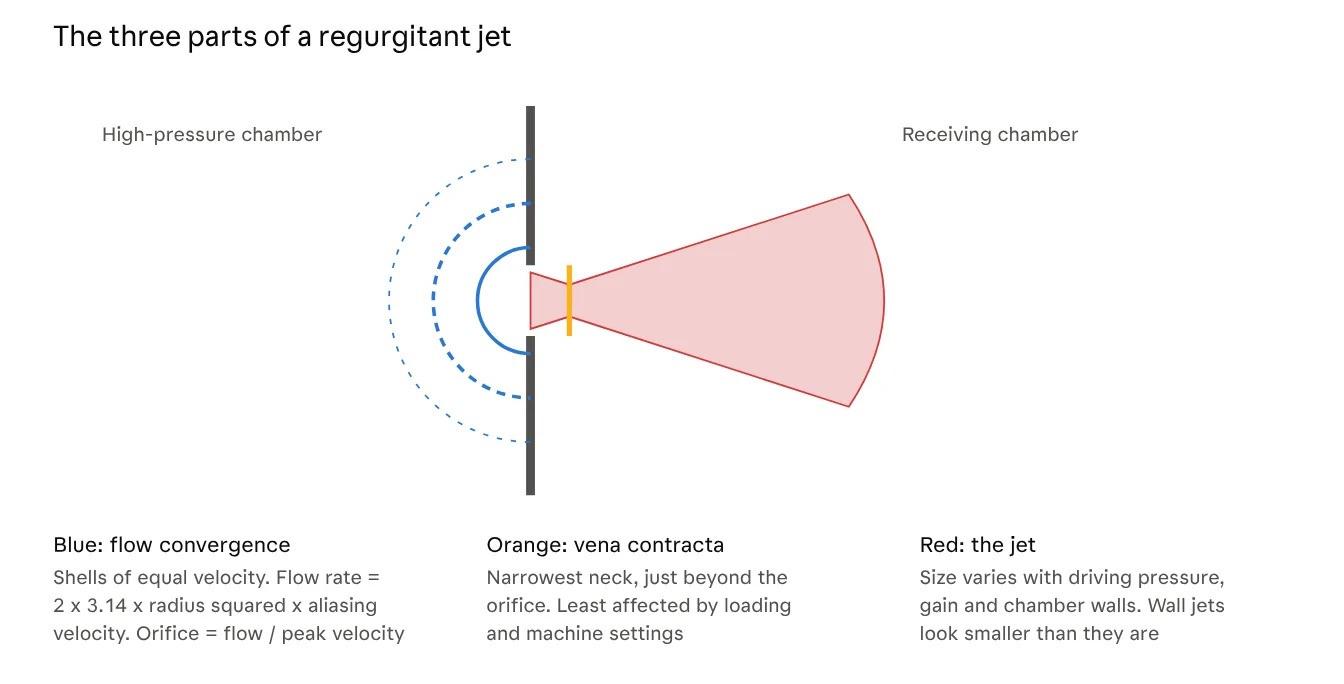 The three parts of a regurgitant jet
High-pressure chamber
Receiving chamber
Blue: flow convergence
Shells of equal velocity. Flow rate =
2 x 3.14 x radius squared x aliasing
velocity. Orifice = flow / peak velocity
Orange: vena contracta
Narrowest neck, just beyond the
orifice. Least affected by loading
and machine settings
Red: the jet
Size varies with driving pressure,
gain and chamber walls. Wall jets
look smaller than they are